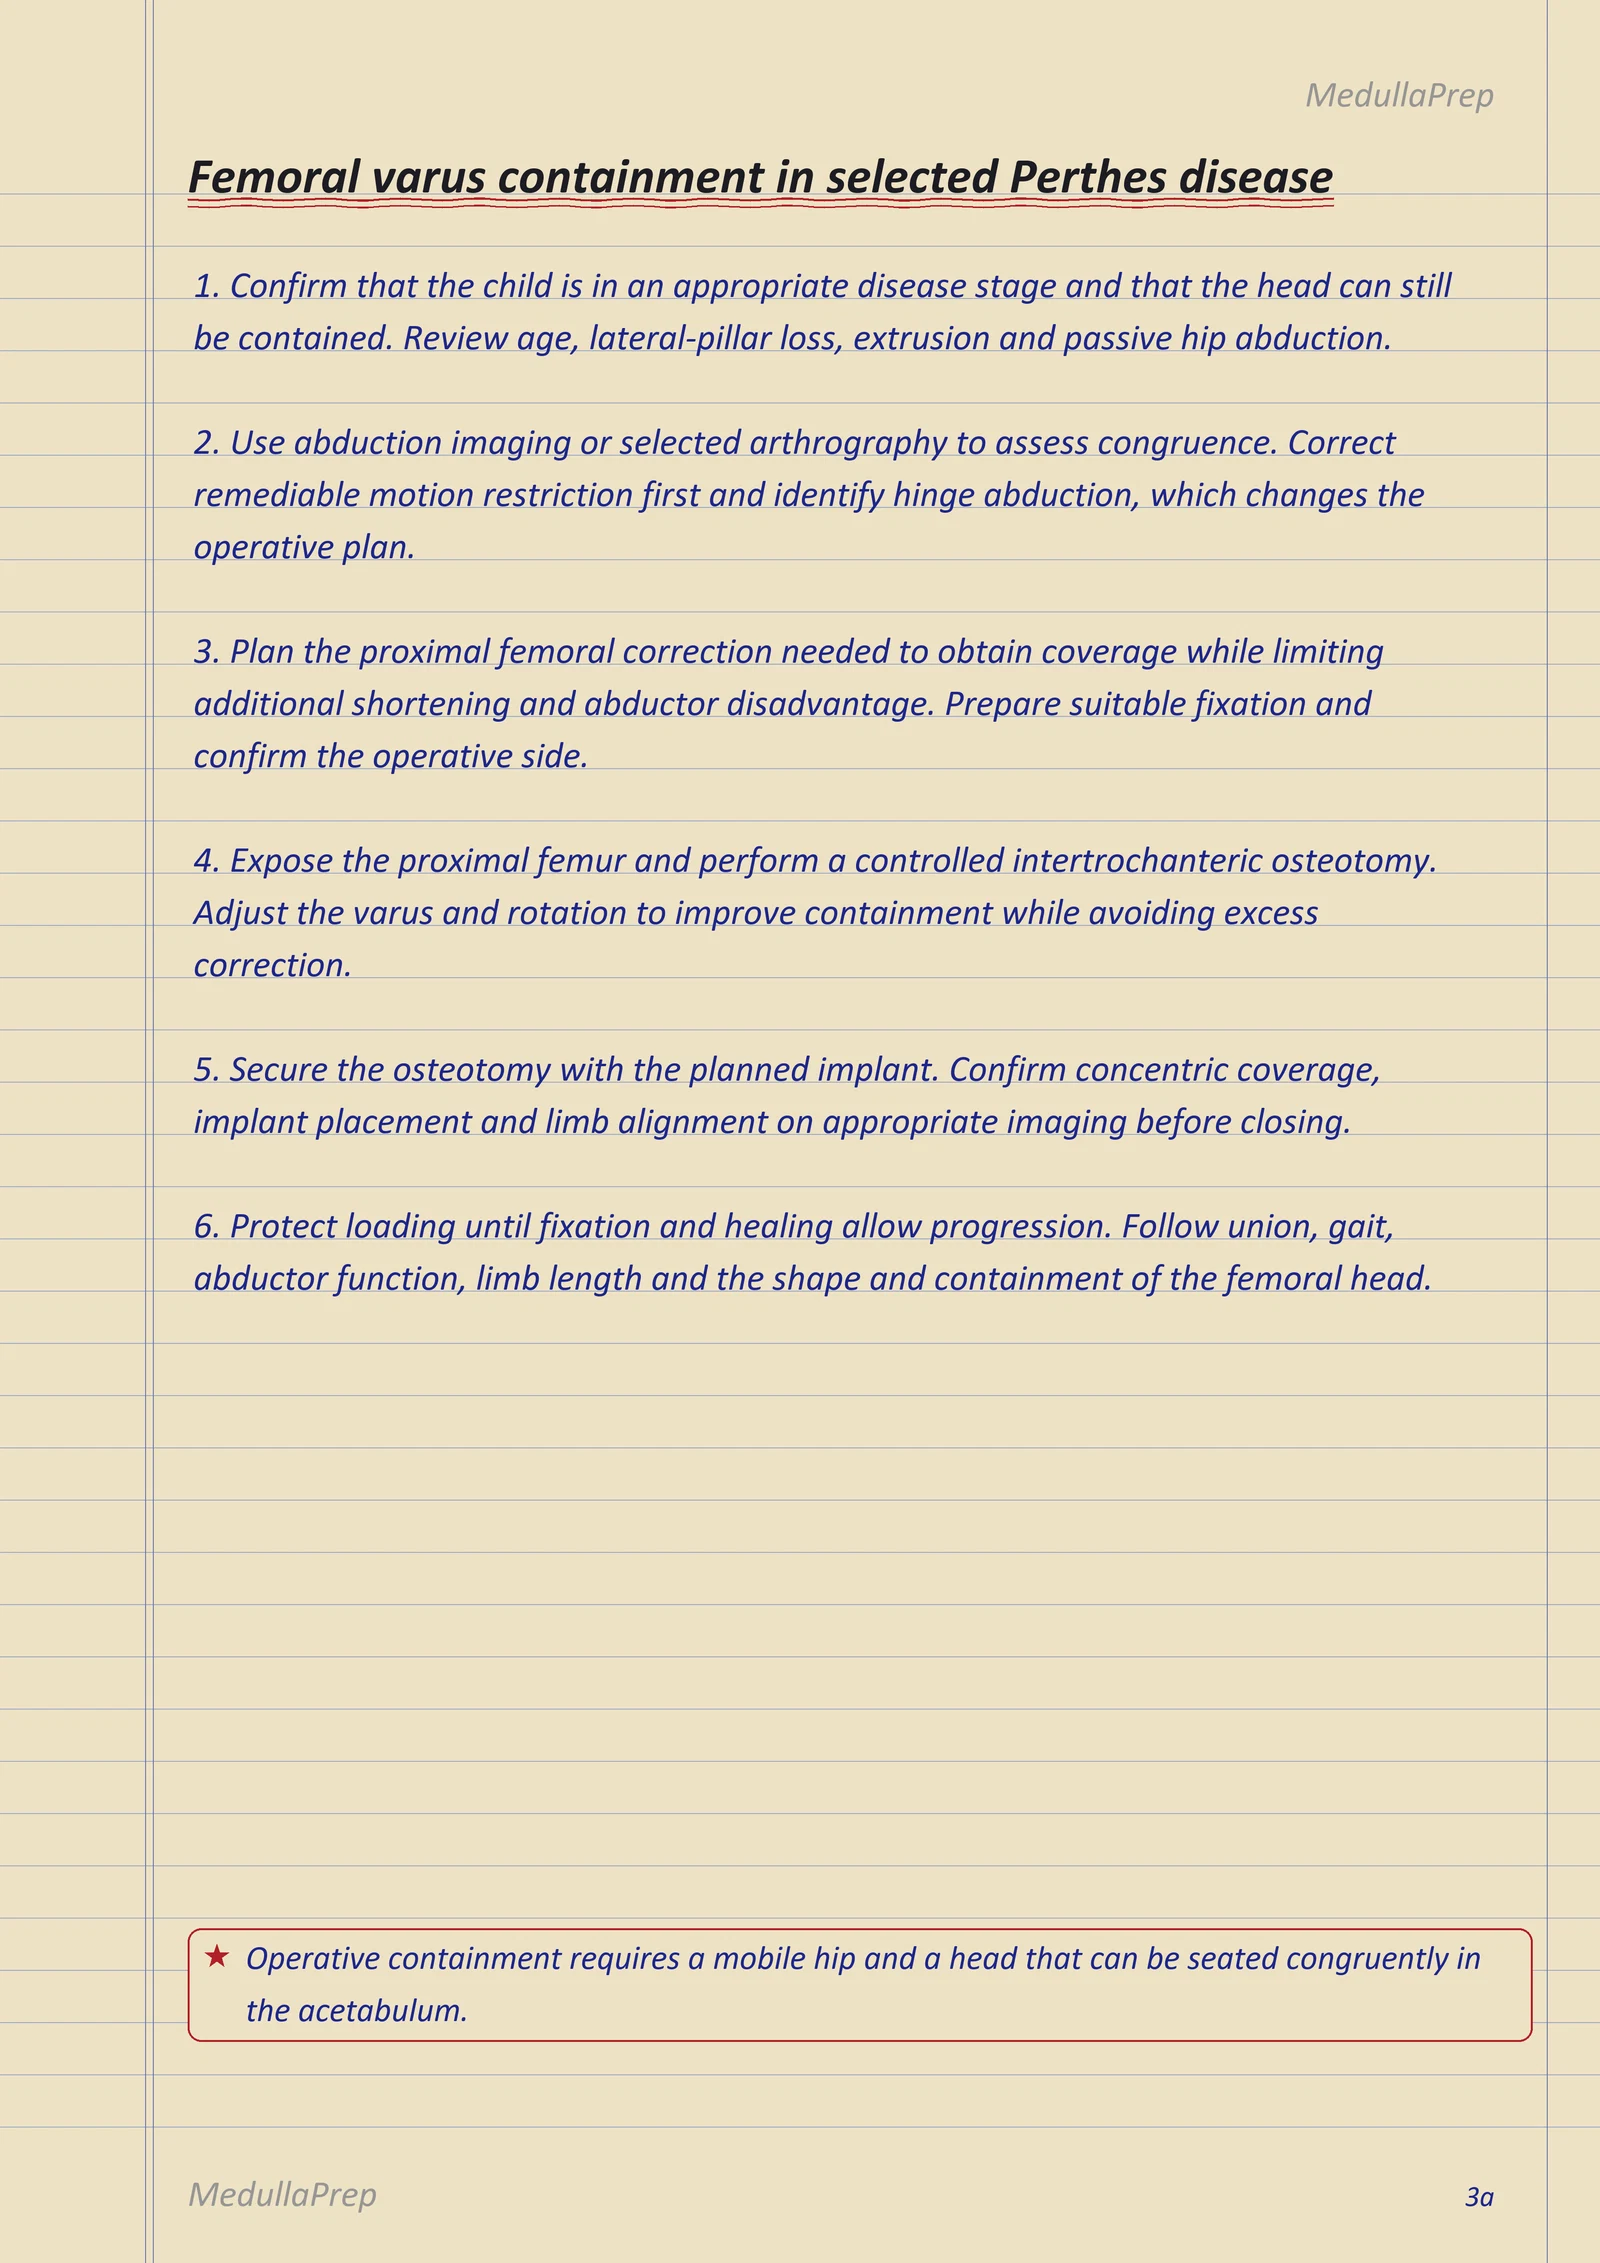 MedullaPrep
Femoral varus containment in selected Perthes disease
1. Confirm that the child is in an appropriate disease stage and that the head can still
be contained. Review age, lateral-pillar loss, extrusion and passive hip abduction.
2. Use abduction imaging or selected arthrography to assess congruence. Correct
remediable motion restriction first and identify hinge abduction, which changes the
operative plan.
3. Plan the proximal femoral correction needed to obtain coverage while limiting
additional shortening and abductor disadvantage. Prepare suitable fixation and
confirm the operative side.
4. Expose the proximal femur and perform a controlled intertrochanteric osteotomy.
Adjust the varus and rotation to improve containment while avoiding excess
correction.
5. Secure the osteotomy with the planned implant. Confirm concentric coverage,
implant placement and limb alignment on appropriate imaging before closing.
6. Protect loading until fixation and healing allow progression. Follow union, gait,
abductor function, limb length and the shape and containment of the femoral head.
★ Operative containment requires a mobile hip and a head that can be seated congruently in
the acetabulum.
MedullaPrep
3a